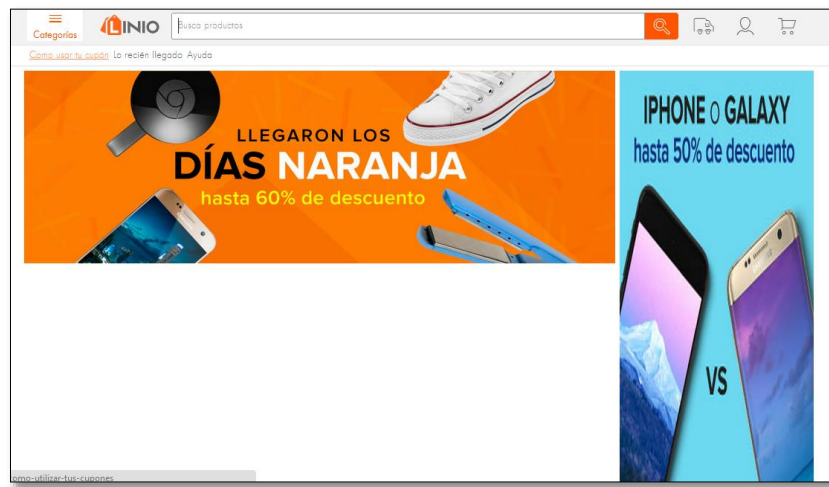 Categorías
LINIO
Busca productos
Como usar tu cupón Lo recién llegado Ayuda
LLEGARON LOS
DÍAS NARANJA
hasta 60% de descuento
IPHONE o GALAXY
hasta 50% de descuento
VS
omo-utilizar-tus-cupones